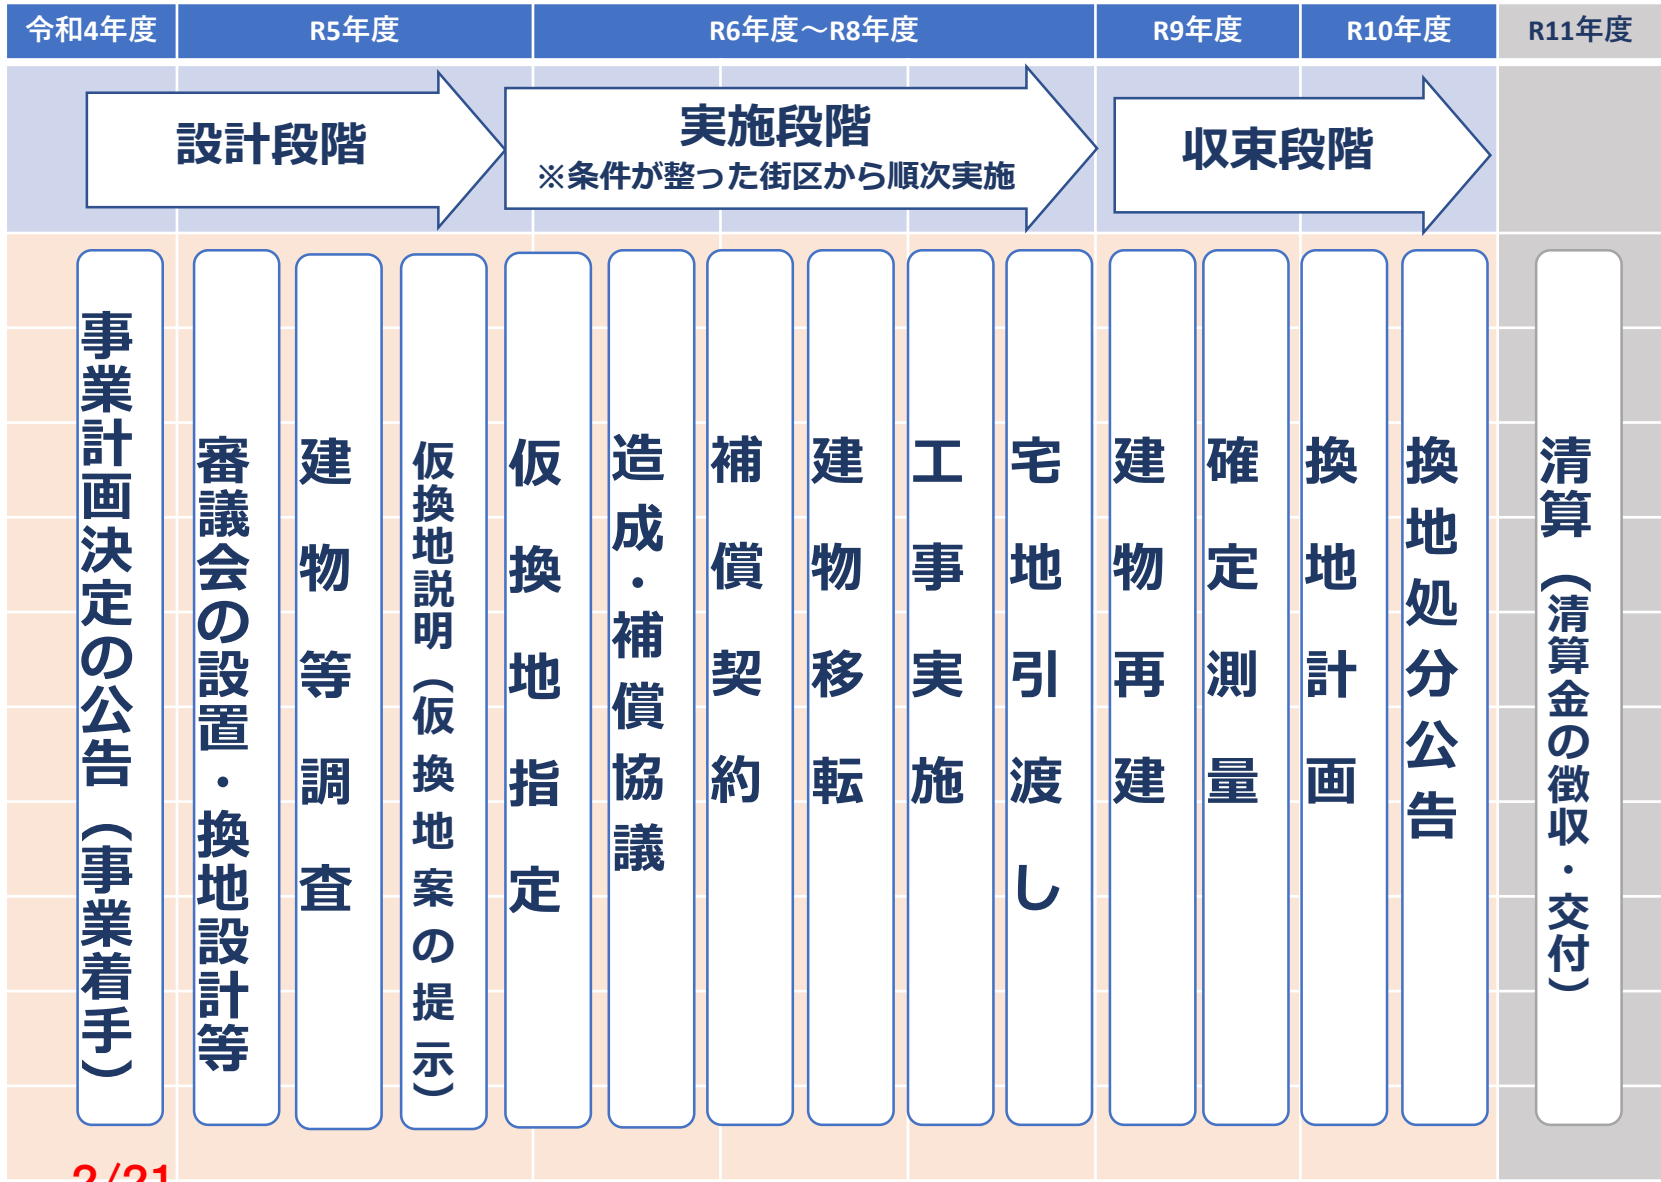 令和4年度
R5年度
R6年度～R8年度
R9年度
R10年度
R11年度
設計段階
実施段階
※条件が整った街区から順次実施
収束段階
事業計画決定の公告（事業着手）
審議会の設置・換地設計等
建物等調査
仮換地説明（仮換地案の提示）
仮換地指定
造成・補償協議
補償契約
建物移転
工事実施
宅地引渡し
建物再建
確定測量
換地計画
換地処分公告
清算（清算金の徴収・交付）
2/21